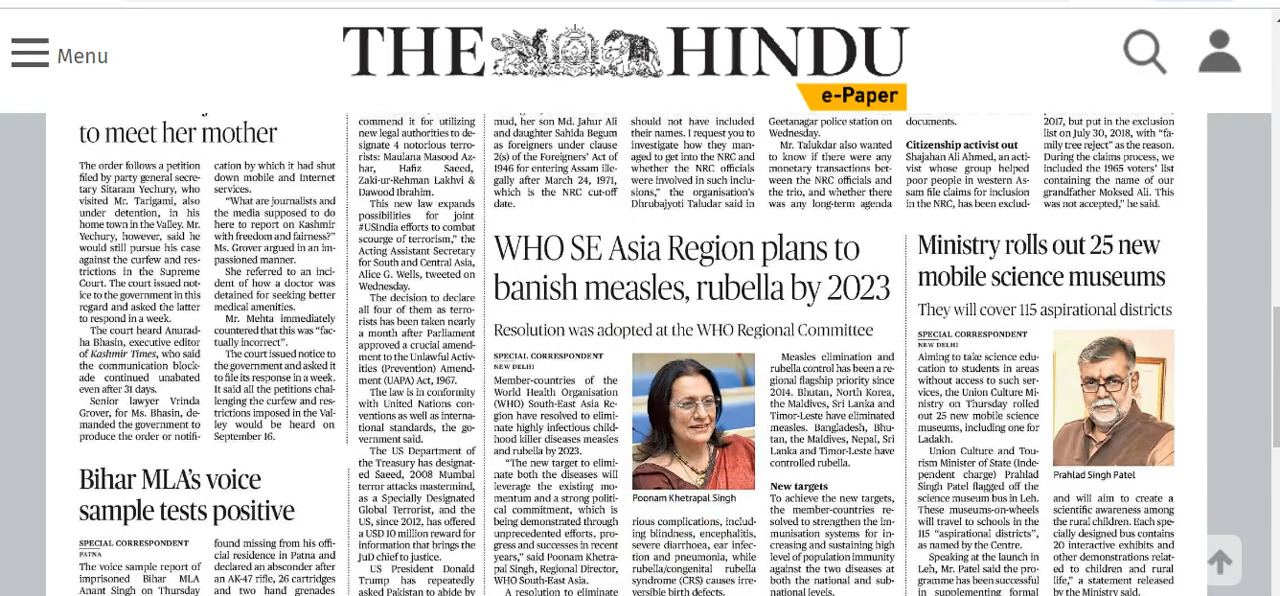 Menu
THE HINDU
e-Paper
to meet her mother
The order follows a petition
filed by party general secre-
tary Sitaram Yechury, who
visited Mr. Tarigami, also
under detention, in his
home town in the Valley. Mr.
Yechury, however, said he
would still pursue his case
against the curfew and res-
trictions in the Supreme
Court. The court issued not-
ice to the government in this
regard and asked the latter
to respond in a week.
The court heard Anurad-
ha Bhasin, executive editor
of Kashmir Times, who said
the communication block-
ade continued unabated
even after 31 days.
Senior lawyer Vrinda
Grover, for Ms. Bhasin, de-
manded the government to
produce the order or notifi-
cation by which it had shut
down mobile and Internet
services.
"What are journalists and
the media supposed to do
here to report on Kashmir
with freedom and fairness?"
Ms. Grover argued in an im-
passioned manner.
She referred to an inci-
dent of how a doctor was
detained for seeking better
medical amenities.
Mr. Mehta immediately
countered that this was "fac-
tually incorrect".
The court issued notice to
the government and asked it
to file its response in a week.
It said all the petitions chal-
lenging the curfew and res-
trictions imposed in the Val-
ley would be heard on
September 16.
Bihar MLA's voice
sample tests positive
SPECIAL CORRESPONDENT
PATNA
The voice sample report of
imprisoned Bihar MLA
Anant Singh on Thursday
found missing from his offi-
cial residence in Patna and
declared an absconder after
an AK-47 rifle, 26 cartridges
and two hand grenades
commend it for utilizing
new legal authorities to de-
signate 4 notorious terro-
rists: Maulana Masood Az-
har, Hafiz Saeed,
Zaki-ur-Rehman Lakhvi &
Dawood Ibrahim.
This new law expands
possibilities for joint
#USIndia efforts to combat
scourge of terrorism," the
Acting Assistant Secretary
for South and Central Asia,
Alice G. Wells, tweeted on
Wednesday.
The decision to declare
all four of them as terro-
rists has been taken nearly
a month after Parliament
approved a crucial amend-
ment to the Unlawful Activ-
ities (Prevention) Amend-
ment (UAPA) Act, 1967.
The law is in conformity
with United Nations con-
ventions as well as interna-
tional standards, the go-
vernment said.
The US Department of
the Treasury has designat-
ed Saeed, 2008 Mumbai
terror attacks mastermind,
as a Specially Designated
Global Terrorist, and the
US, since 2012, has offered
a USD 10 million reward for
information that brings the
JuD chief to justice.
US President Donald
Trump has repeatedly
asked Pakistan to abide by
mud, her son Md. Jahur Ali
and daughter Sahida Begum
as foreigners under clause
2(s) of the Foreigners' Act of
1946 for entering Assam ile-
gally after March 24, 1971,
which is the NRC cut-off
date.
should not have included
their names. I request you to
investigate how they ma-
naged to get into the NRC and
whether the NRC officials
were involved in such inclu-
sions," the organisation's
Dhrubajyoti Taludar said in
Geetanagar police station on
Wednesday.
Mr. Talukdar also wanted
to know if there were any
monetary transactions bet-
ween the NRC officials and
the trio, and whether there
was any long-term agenda
documents.
Citizenship activist out
Shajahan Ali Ahmed, an acti-
vist whose group helped
poor people in western As-
sam file claims for inclusion
in the NRC, has been exclud-
2017, but put in the exclusion
list on July 30, 2018, with "fa-
mily tree reject" as the reason.
During the claims process, we
included the 1965 voters' list
containing the name of our
grandfather Moksed Ali. This
was not accepted," he said.
WHO SE Asia Region plans to
banish measles, rubella by 2023
Resolution was adopted at the WHO Regional Committee
SPECIAL CORRESPONDENT
NEW DELHI
Member-countries of the
World Health Organisation
(WHO) South-East Asia Re-
gion have resolved to elimi-
nate highly infectious child-
hood killer diseases measles
and rubella by 2023.
"The new target to elimi-
nate both the diseases will
leverage the existing mo-
mentum and a strong politi-
cal commitment, which is
being demonstrated through
unprecedented efforts, pro-
gress and successes in recent
years," said Poonam Khetra-
pal Singh, Regional Director,
WHO South-East Asia.
A resolution to eliminate
Poonam Khetrapal Singh
rious complications, includ-
ing blindness, encephalitis,
severe diarrhoea, ear infec-
tion and pneumonia, while
rubella/congenital rubella
syndrome (CRS) causes irre-
versible birth defects.
Measles elimination and
rubella control has been a re-
gional flagship priority since
2014. Bhutan, North Korea,
the Maldives, Sri Lanka and
Timor-Leste have eliminated
measles. Bangladesh, Bhu-
tan, the Maldives, Nepal, Sri
Lanka and Timor-Leste have
controlled rubella.
New targets
To achieve the new targets,
the member-countries re-
solved to strengthen the im-
munisation systems for in-
creasing and sustaining high
level of population immunity
against the two diseases at
both the national and sub-
national levels.
Ministry rolls out 25 new
mobile science museums
They will cover 115 aspirational districts
SPECIAL CORRESPONDENT
NEW DELHI
Aiming to take science edu-
cation to students in areas
without access to such ser-
vices, the Union Culture Mi-
nistry on Thursday rolled
out 25 new mobile science
museums, including one for
Ladakh.
Union Culture and Tou-
rism Minister of State (Inde-
pendent charge) Prahlad
Singh Patel flagged off the
science museum bus in Leh.
These museums-on-wheels
will travel to schools in the
115 "aspirational districts",
as named by the Centre.
Speaking at the launch in
Leh, Mr. Patel said the pro-
gramme has been successful
in supplementing formal
Prahlad Singh Patel
and will aim to create a
scientific awareness among
the rural children. Each spe-
cially designed bus contains
20 interactive exhibits and
other demonstrations relat-
ed to children and rural
life," a statement released
by the Ministry said.